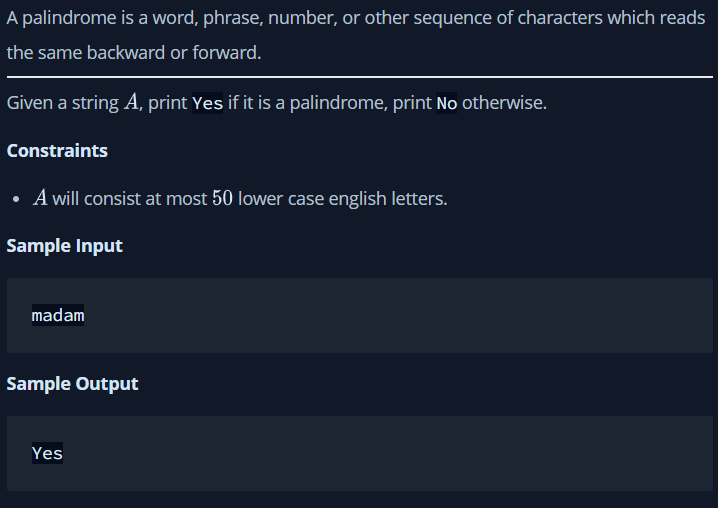 A palindrome is a word, phrase, number, or other sequence of characters which reads
the same backward or forward.
Given a string A, print Yes if it is a palindrome, print No otherwise.
Constraints
• A will consist at most 50 lower case english letters.
Sample Input
madam
Sample Output
Yes